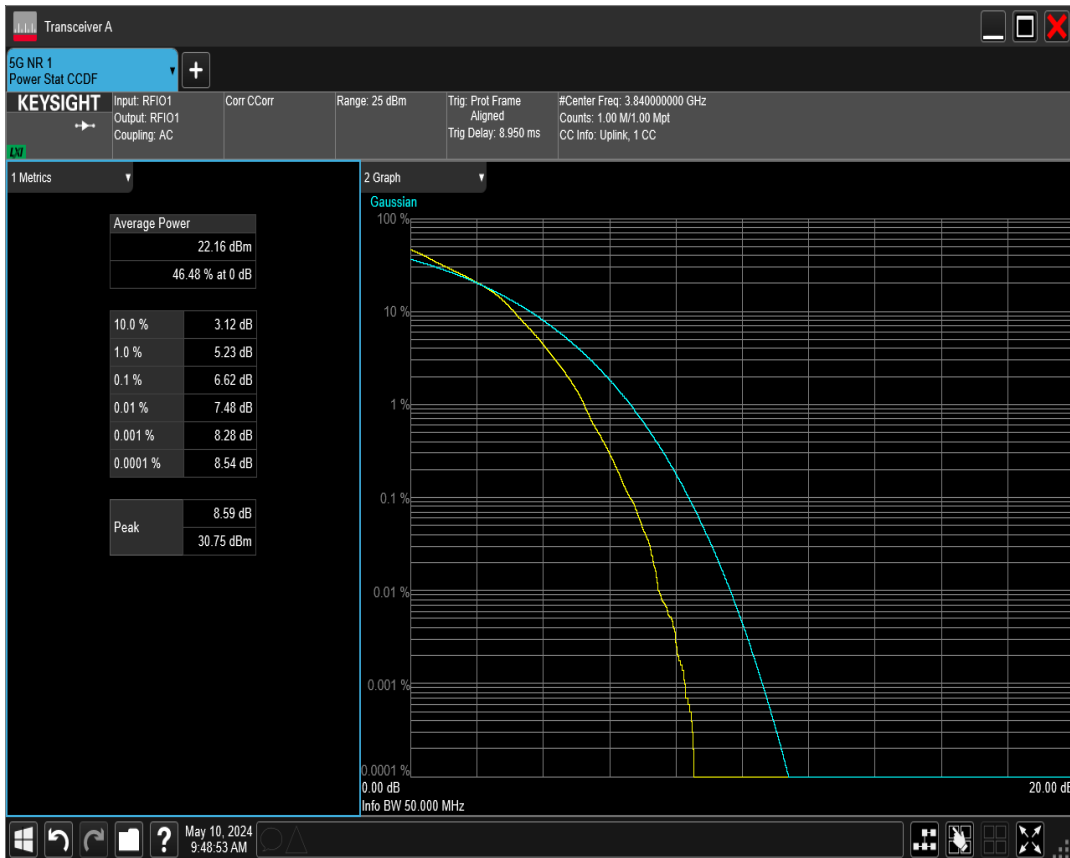 Transceiver A
5G NR 1
Power Stat CCDF
+
KEYSIGHT
LXI
Input: RFIO1
Output: RFIO1
Coupling: AC
Corr CCorr
Range: 25 dBm
Trig: Prot Frame
Aligned
Trig Delay: 8.950 ms
#Center Freq: 3.840000000 GHz
Counts: 1.00 M/1.00 Mpt
CC Info: Uplink, 1 CC
1 Metrics
Average Power
22.16 dBm
46.48 % at 0 dB
10.0 % 3.12 dB
1.0 % 5.23 dB
0.1 % 6.62 dB
0.01 % 7.48 dB
0.001 % 8.28 dB
0.0001 % 8.54 dB
Peak
8.59 dB
30.75 dBm
2 Graph
Gaussian
100 %
10 %
1 %
0.1 %
0.01 %
0.001 %
0.0001 %
0.00 dB 20.00 dB
Info BW 50.000 MHz
?
May 10, 2024
9:48:53 AM